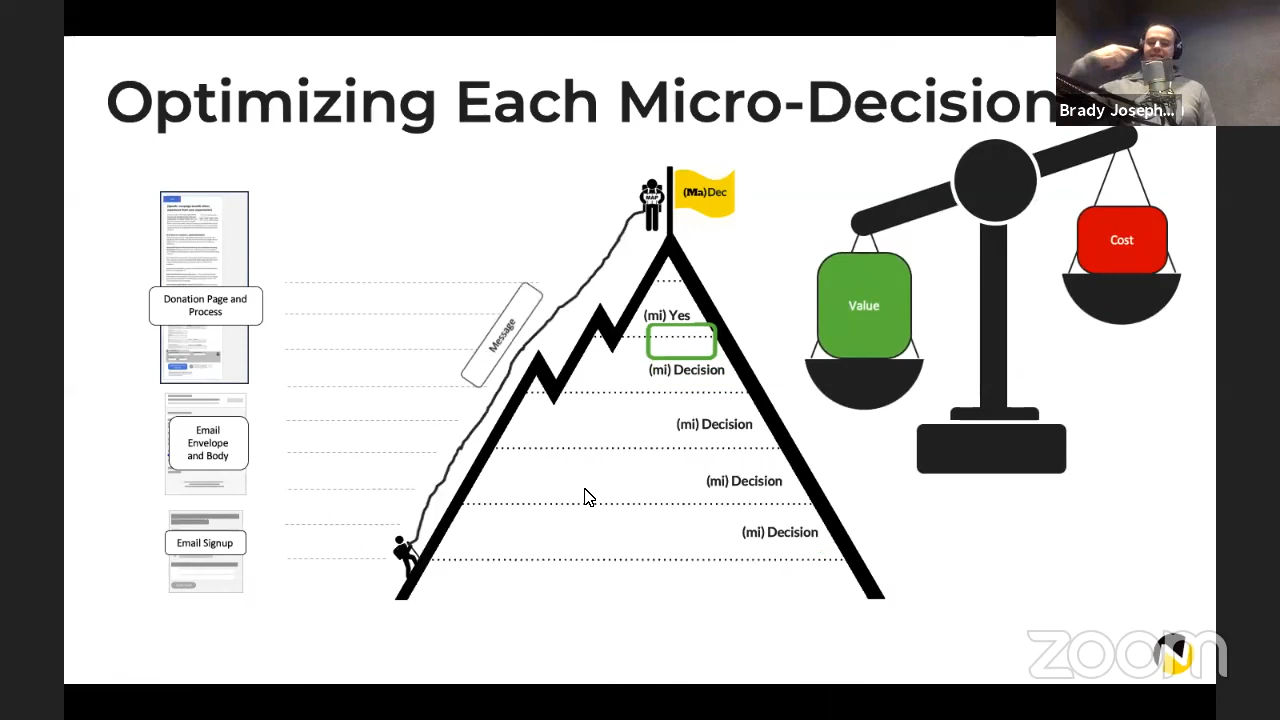 Optimizing Each Micro-Decision
Brady Joseph...
MAP
(Ma)Dec
Cost
Value
Donation Page and
Process
Message
(mi) Yes
(mi) Decision
(mi) Decision
Email
Envelope
and Body
(mi) Decision
(mi) Decision
Email Signup
zoom